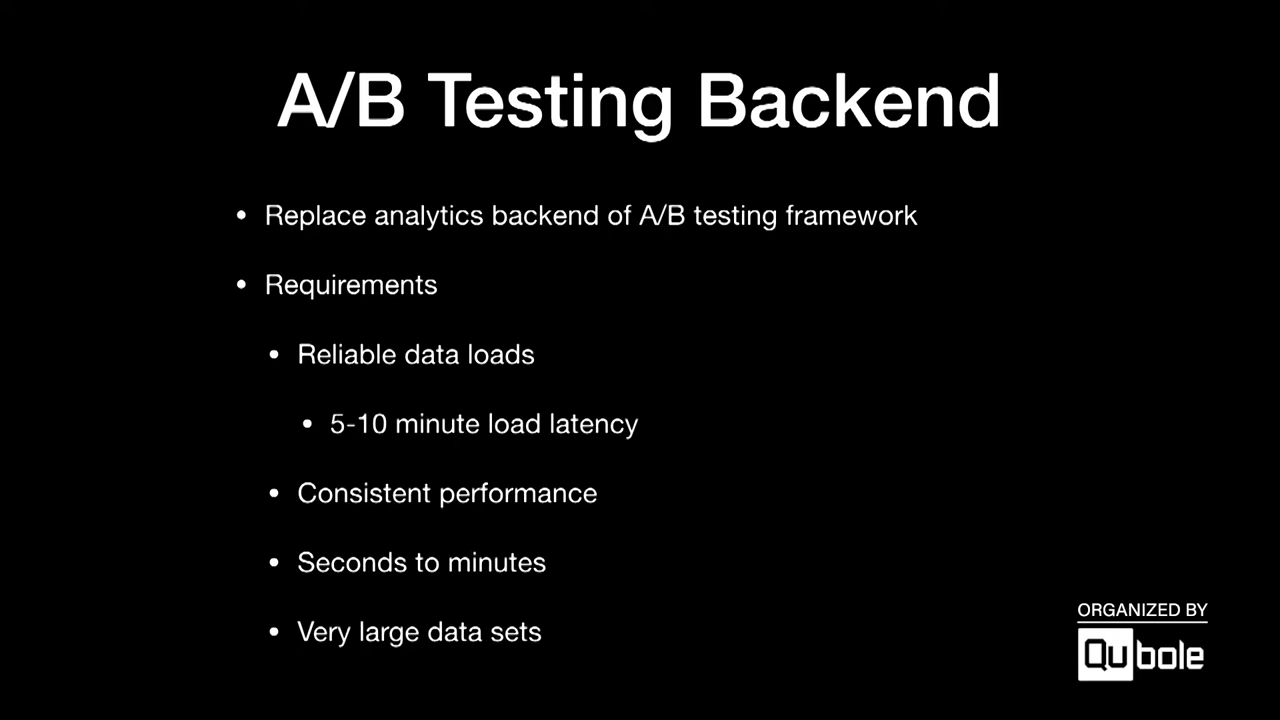 A/B Testing Backend
• Replace analytics backend of A/B testing framework
• Requirements
• Reliable data loads
• 5-10 minute load latency
• Consistent performance
• Seconds to minutes
• Very large data sets
ORGANIZED BY
Qubole